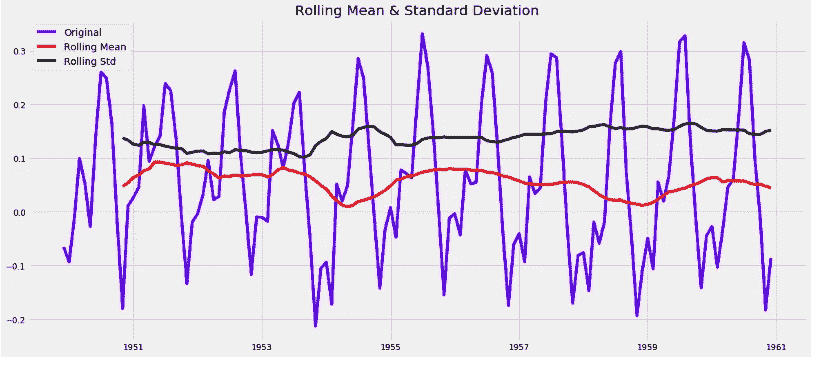 Rolling Mean & Standard Deviation
Original
Rolling Mean
Rolling Std
0.3
0.2
0.1
0.0
−0.1
−0.2
1951 1953 1955 1957 1959 1961